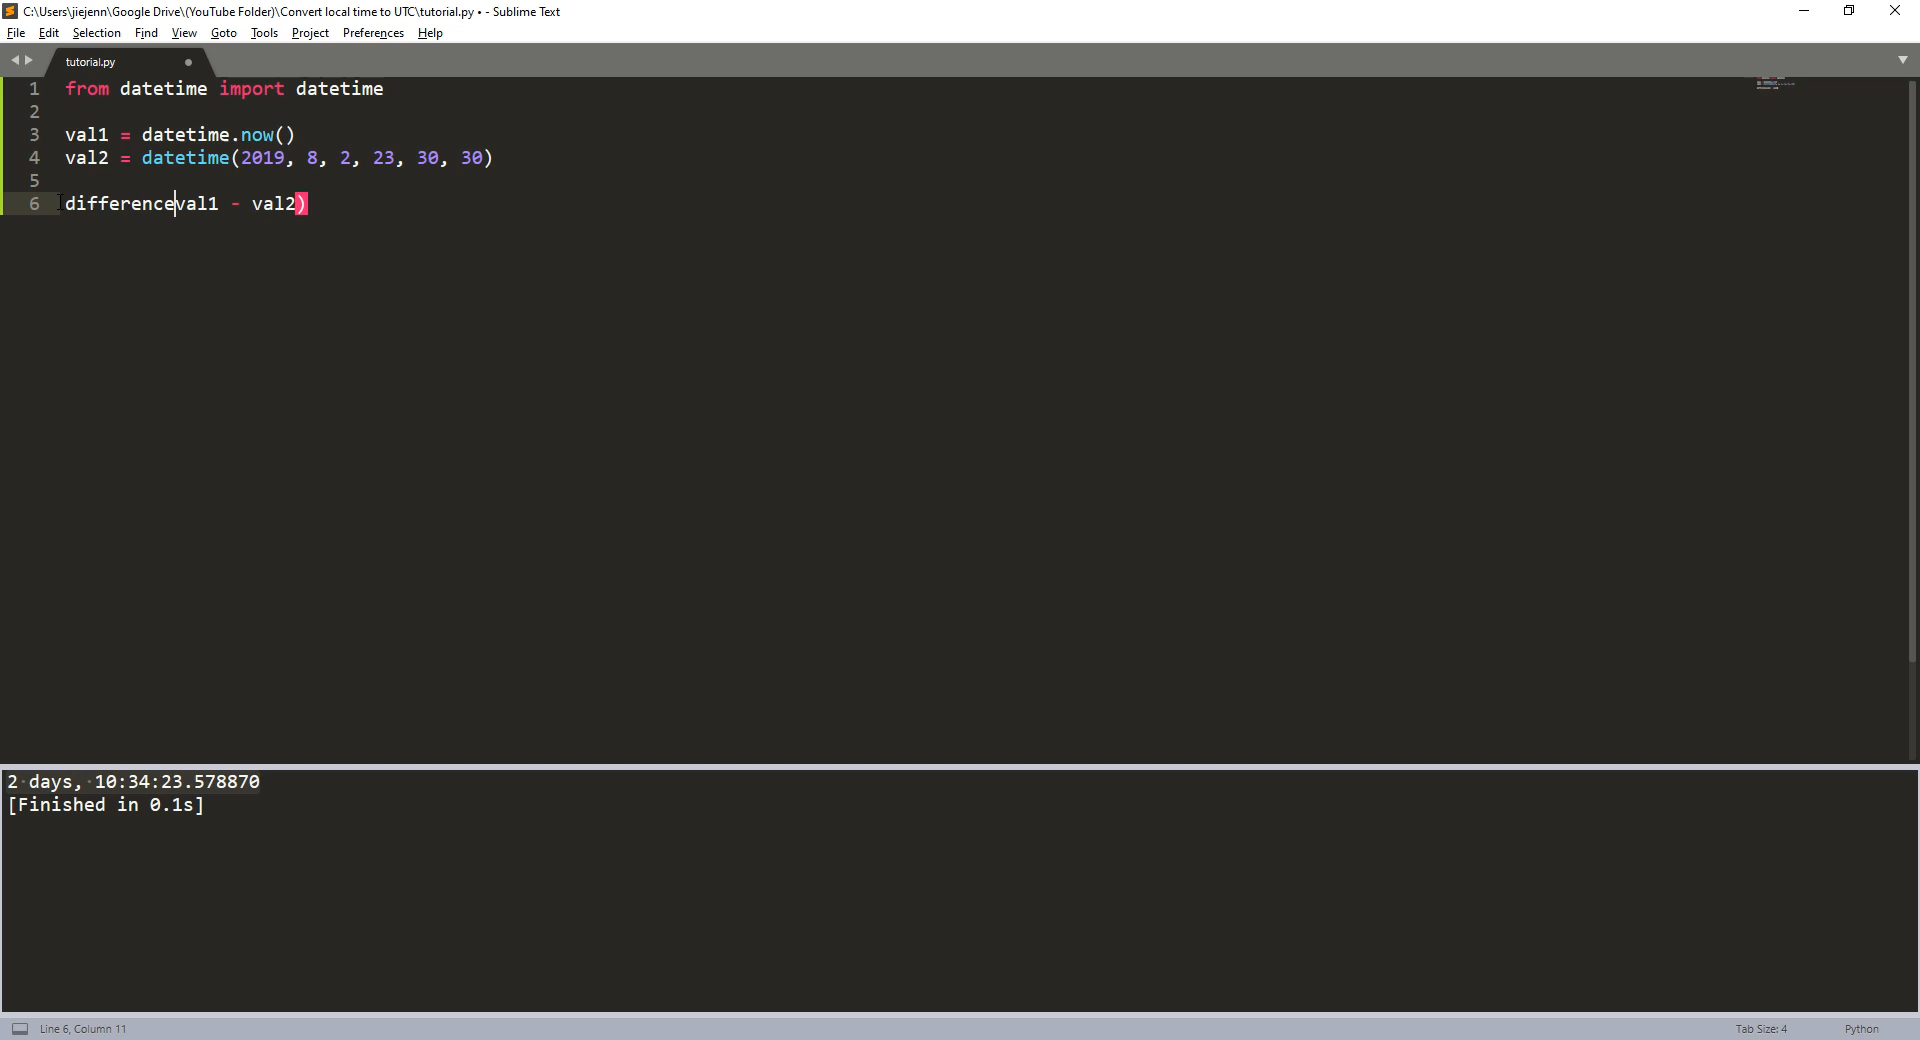 C:\Users\jiejenn\Google Drive\(YouTube Folder)\Convert local time to UTC\tutorial.py • - Sublime Text
File Edit Selection Find View Goto Tools Project Preferences Help
tutorial.py
1 from datetime import datetime
2
3 val1 = datetime.now()
4 val2 = datetime(2019, 8, 2, 23, 30, 30)
5
6 differenceval1 - val2)
2 days, 10:34:23.578870
[Finished in 0.1s]
Line 6, Column 11 Tab Size: 4 Python